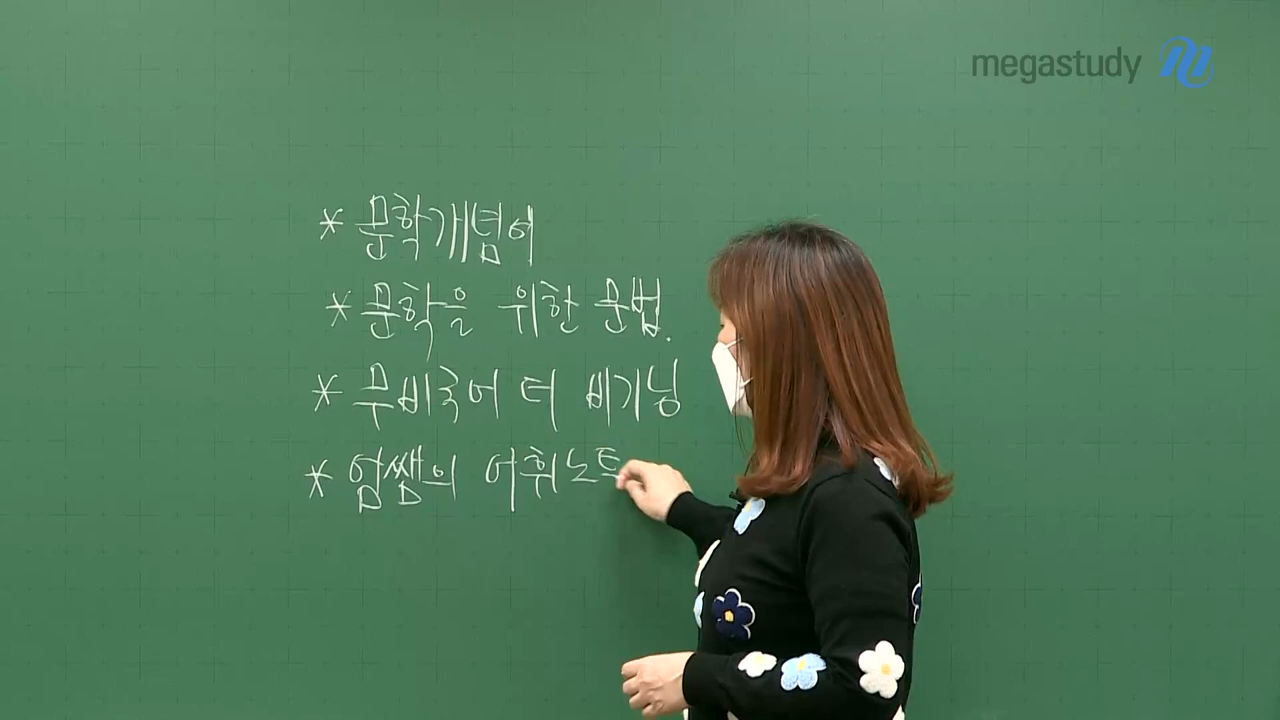 megastudy
* 문학개념어
* 문학을 위한 문법.
* 무비국어 더 비기닝
* 엄쌤의 어휘노트